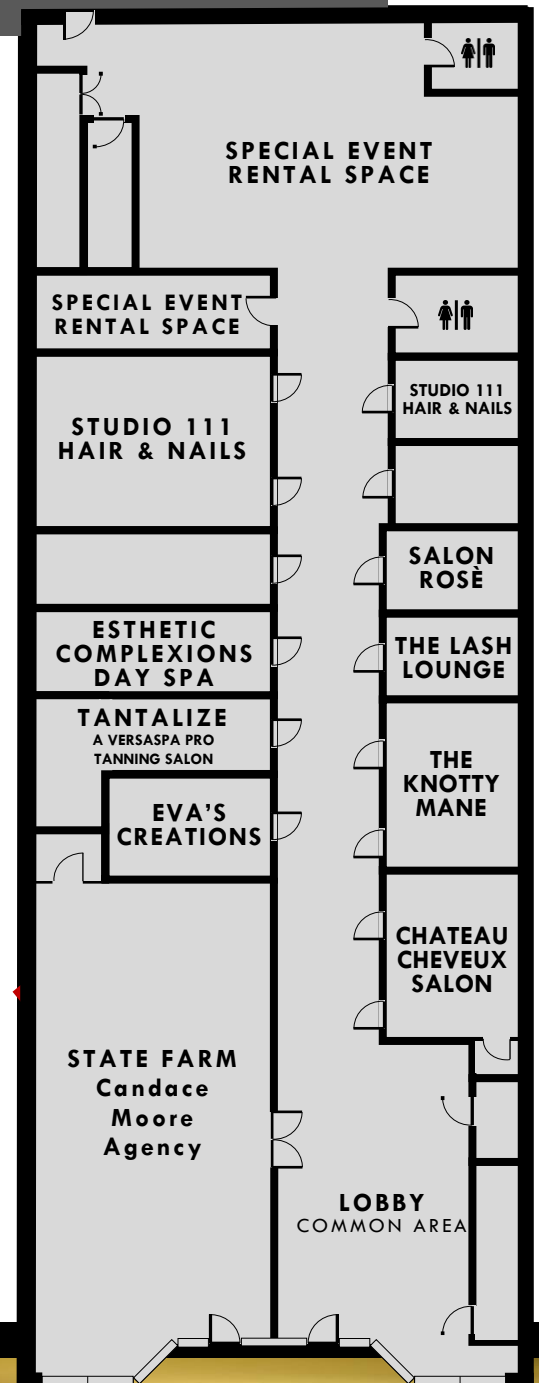 SPECIAL EVENT
RENTAL SPACE
SPECIAL EVENT
RENTAL SPACE
STUDIO 111
HAIR & NAILS
STUDIO 111
HAIR & NAILS
SALON
ROSÈ
ESTHETIC
COMPLEXIONS
DAY SPA
THE LASH
LOUNGE
TANTALIZE
A VERSASPA PRO
TANNING SALON
THE
KNOTTY
MANE
EVA'S
CREATIONS
CHATEAU
CHEVEUX
SALON
STATE FARM
Candace
Moore
Agency
LOBBY
COMMON AREA